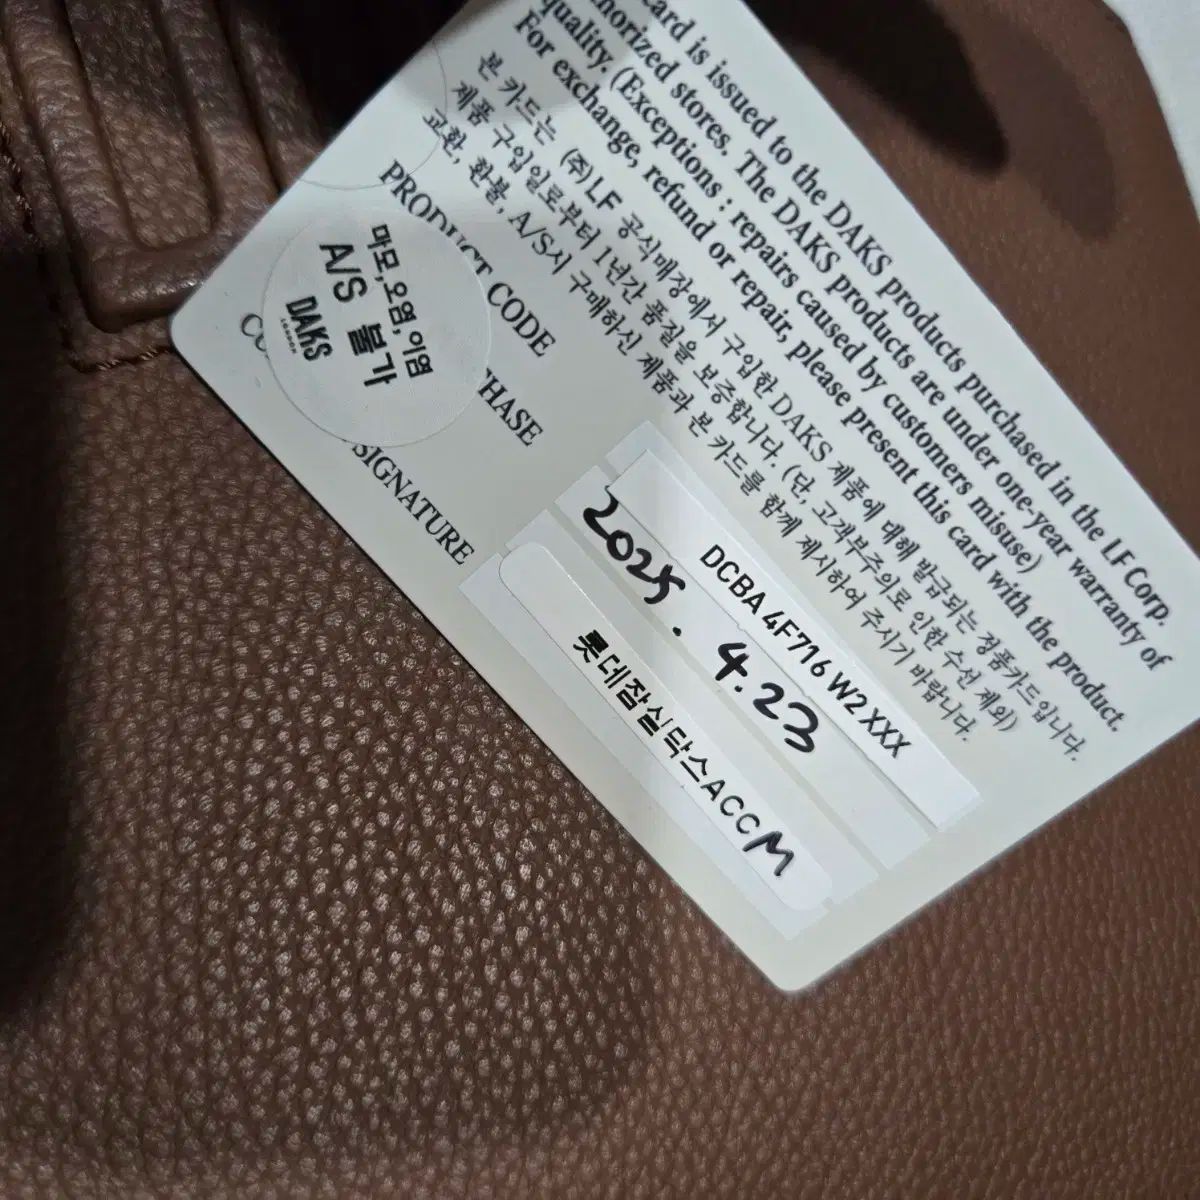 card is issued to the DAKS products purchased in the LF Corp.
stores. The DAKS products are under one-year warranty of
quality. (Exceptions : repairs caused by customers misuse)
For exchange, refund or repair, please present this card with the product.
본 카드는 (주)LF 공식매장에서 구입한 DAKS 제품에 대해 발급되는 정품카드입니다.
제품 구입일로부터 1년간 품질을 보증합니다. (단, 고객부주의로 인한 수선 제외)
교환, 환불, A/S시 구매하신 제품과 본 카드를 함께 제시하여 주시기 바랍니다.
PRODUCT CODE
DCBA4F716W2XXX
2025. 4.23
SIGNATURE
롯데잠실닥스ACC M
마모,오염,이염
A/S 불가
DAKS
LONDON